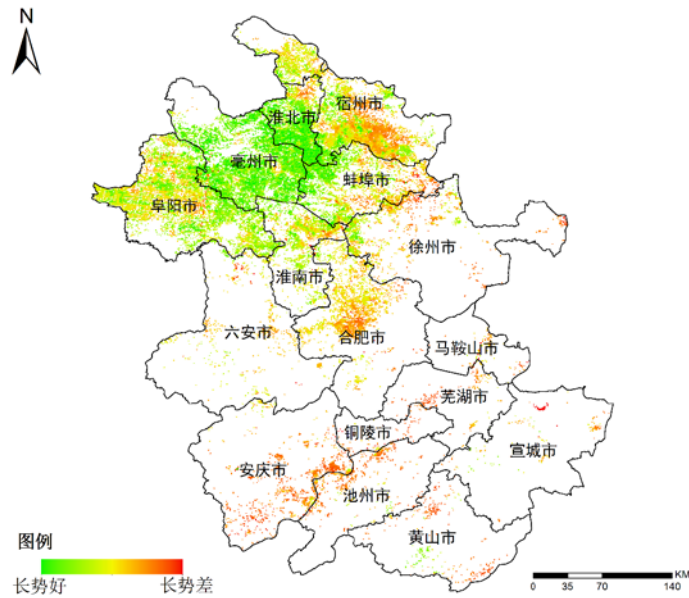 N
宿州市
淮北市
亳州市
蚌埠市
阜阳市
徐州市
淮南市
六安市
合肥市
马鞍山市
芜湖市
铜陵市
宣城市
安庆市
池州市
黄山市
图例
长势好 长势差
KM
0 35 70 140